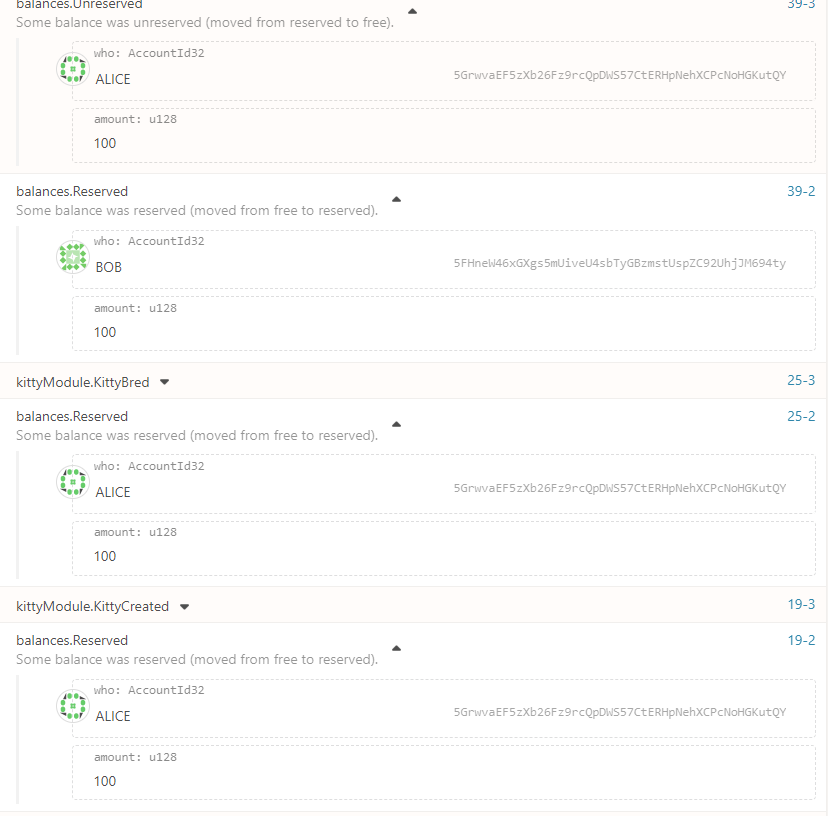 balances.Unreserved 39-3
Some balance was unreserved (moved from reserved to free).
who: AccountId32
ALICE 5GrwvaEF5zXb26Fz9rcQpDWS57CtERHpNehXCPcNoHGKutQY
amount: u128
100
balances.Reserved 39-2
Some balance was reserved (moved from free to reserved).
who: AccountId32
BOB 5FHneW46xGXgs5mUiveU4sbTyGBzmstUspZC92UhjJM694ty
amount: u128
100
kittyModule.KittyBred 25-3
balances.Reserved 25-2
Some balance was reserved (moved from free to reserved).
who: AccountId32
ALICE 5GrwvaEF5zXb26Fz9rcQpDWS57CtERHpNehXCPcNoHGKutQY
amount: u128
100
kittyModule.KittyCreated 19-3
balances.Reserved 19-2
Some balance was reserved (moved from free to reserved).
who: AccountId32
ALICE 5GrwvaEF5zXb26Fz9rcQpDWS57CtERHpNehXCPcNoHGKutQY
amount: u128
100